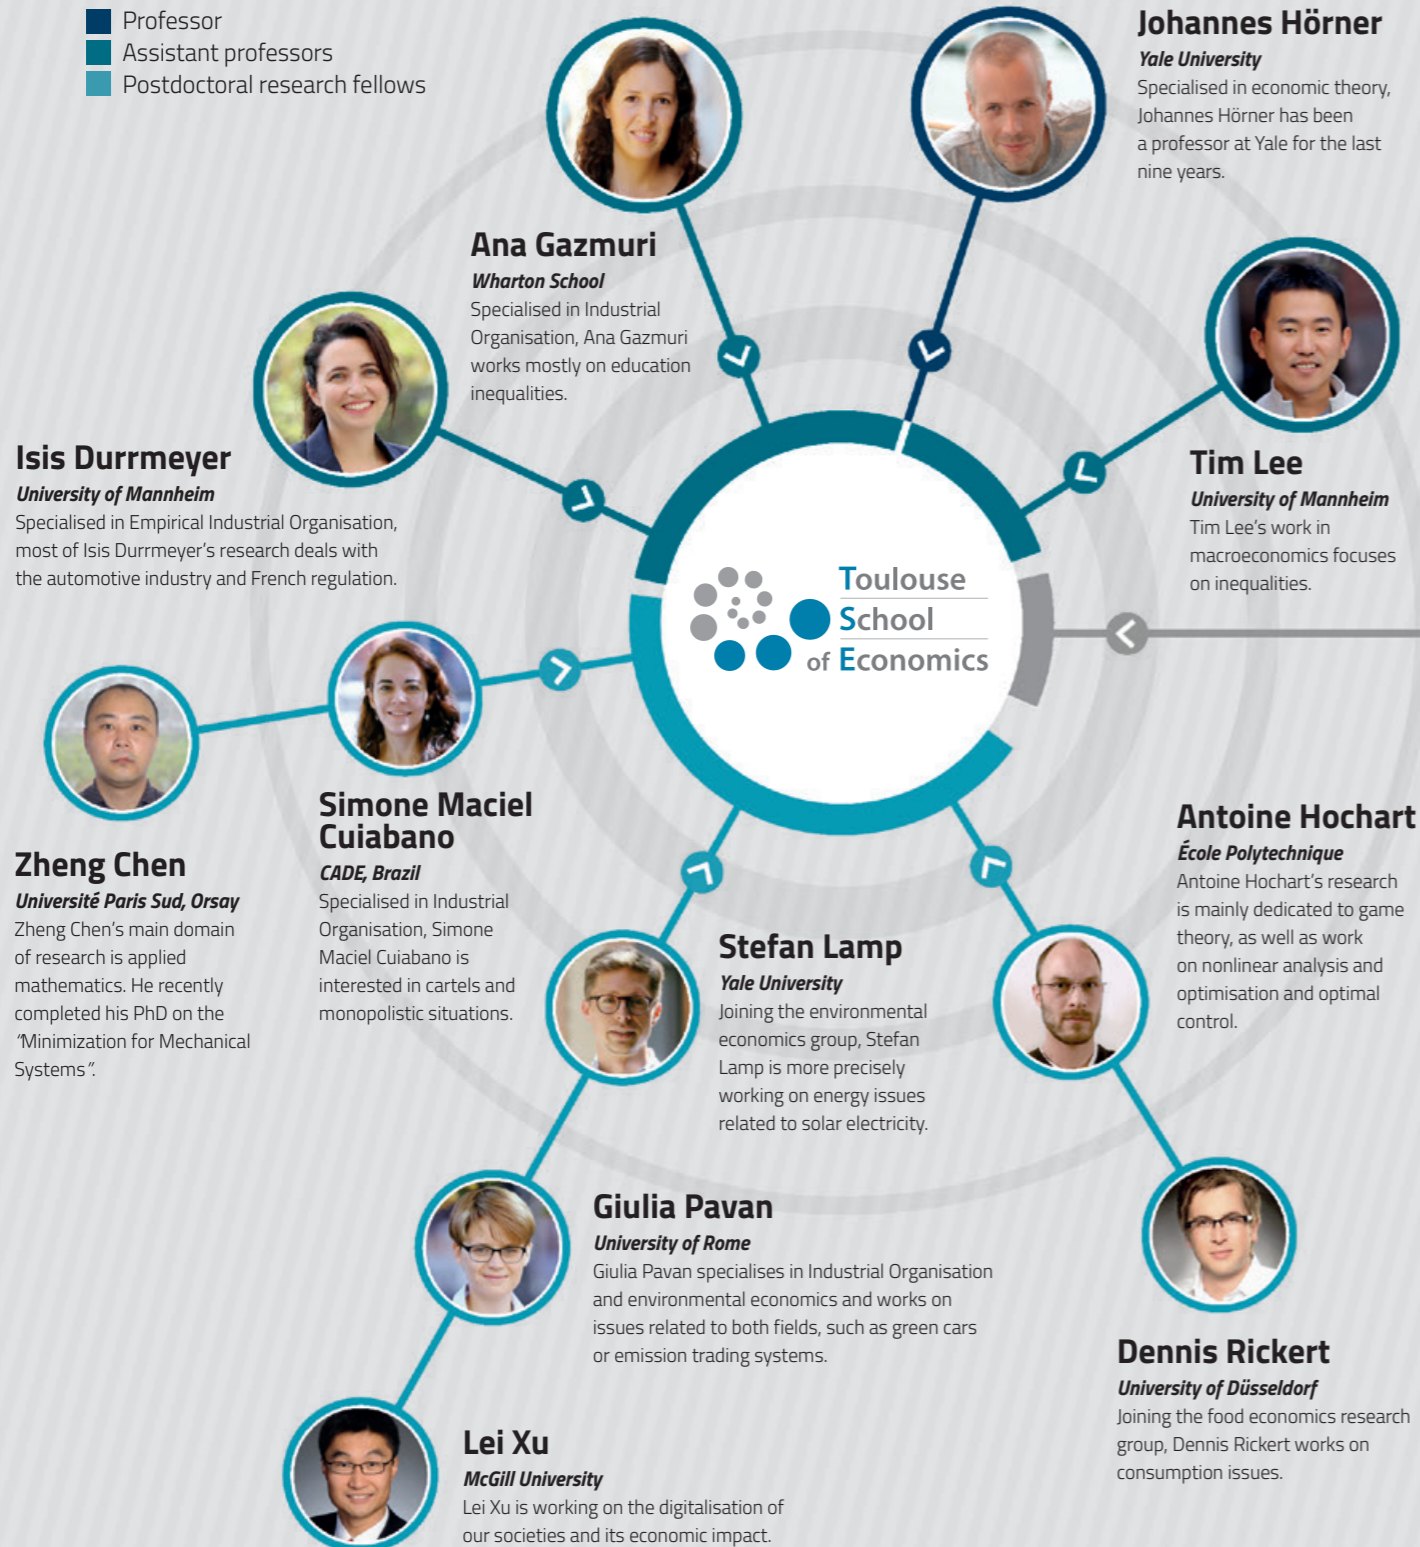 Professor
Assistant professors
Postdoctoral research fellows
Johannes Hörner
Yale University
Specialised in economic theory,
Johannes Hörner has been
a professor at Yale for the last
nine years.
Ana Gazmuri
Wharton School
Specialised in Industrial
Organisation, Ana Gazmuri
works mostly on education
inequalities.
Isis Durrmeyer
University of Mannheim
Specialised in Empirical Industrial Organisation,
most of Isis Durrmeyer's research deals with
the automotive industry and French regulation.
Tim Lee
University of Mannheim
Tim Lee's work in
macroeconomics focuses
on inequalities.
Toulouse
School
of Economics
Zheng Chen
Université Paris Sud, Orsay
Zheng Chen's main domain
of research is applied
mathematics. He recently
completed his PhD on the
"Minimization for Mechanical
Systems".
Simone Maciel
Cuiabano
CADE, Brazil
Specialised in Industrial
Organisation, Simone
Maciel Cuiabano is
interested in cartels and
monopolistic situations.
Stefan Lamp
Yale University
Joining the environmental
economics group, Stefan
Lamp is more precisely
working on energy issues
related to solar electricity.
Antoine Hochart
École Polytechnique
Antoine Hochart's research
is mainly dedicated to game
theory, as well as work
on nonlinear analysis and
optimisation and optimal
control.
Giulia Pavan
University of Rome
Giulia Pavan specialises in Industrial Organisation
and environmental economics and works on
issues related to both fields, such as green cars
or emission trading systems.
Dennis Rickert
University of Düsseldorf
Joining the food economics research
group, Dennis Rickert works on
consumption issues.
Lei Xu
McGill University
Lei Xu is working on the digitalisation of
our societies and its economic impact.